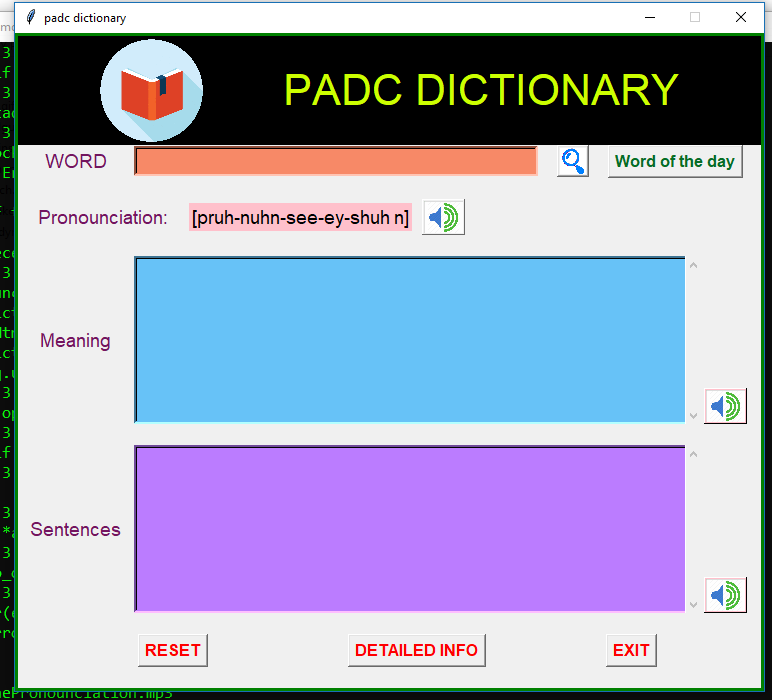 padc dictionary
PADC DICTIONARY
WORD
Word of the day
Pronounciation:
[pruh-nuhn-see-ey-shuh n]
Meaning
Sentences
RESET
DETAILED INFO
EXIT